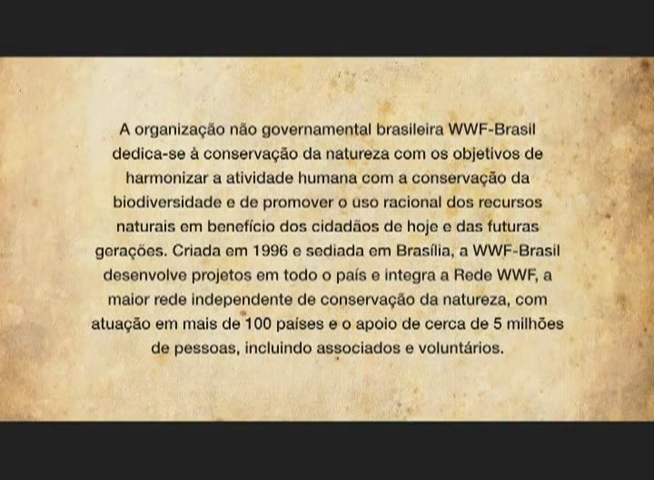 A organização não governamental brasileira WWF-Brasil
dedica-se à conservação da natureza com os objetivos de
harmonizar a atividade humana com a conservação da
biodiversidade e de promover o uso racional dos recursos
naturais em benefício dos cidadãos de hoje e das futuras
gerações. Criada em 1996 e sediada em Brasília, a WWF-Brasil
desenvolve projetos em todo o país e integra a Rede WWF, a
maior rede independente de conservação da natureza, com
atuação em mais de 100 países e o apoio de cerca de 5 milhões
de pessoas, incluindo associados e voluntários.